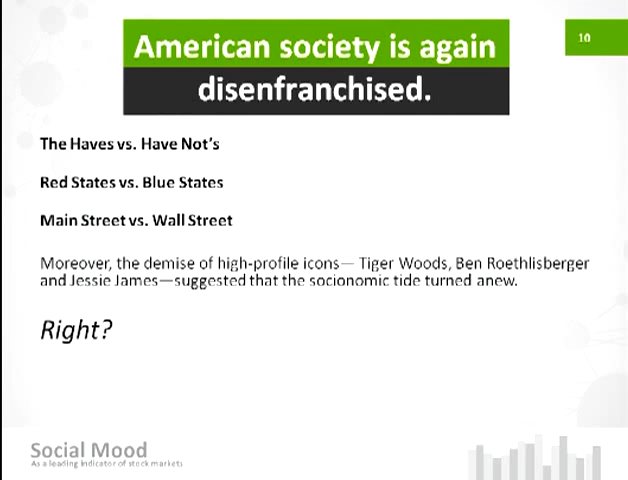 American society is again
10
disenfranchised.
The Haves vs. Have Not's
Red States vs. Blue States
Main Street vs. Wall Street
Moreover, the demise of high-profile icons— Tiger Woods, Ben Roethlisberger
and Jessie James—suggested that the socionomic tide turned anew.
Right?
Social Mood
As a leading indicator of stock markets